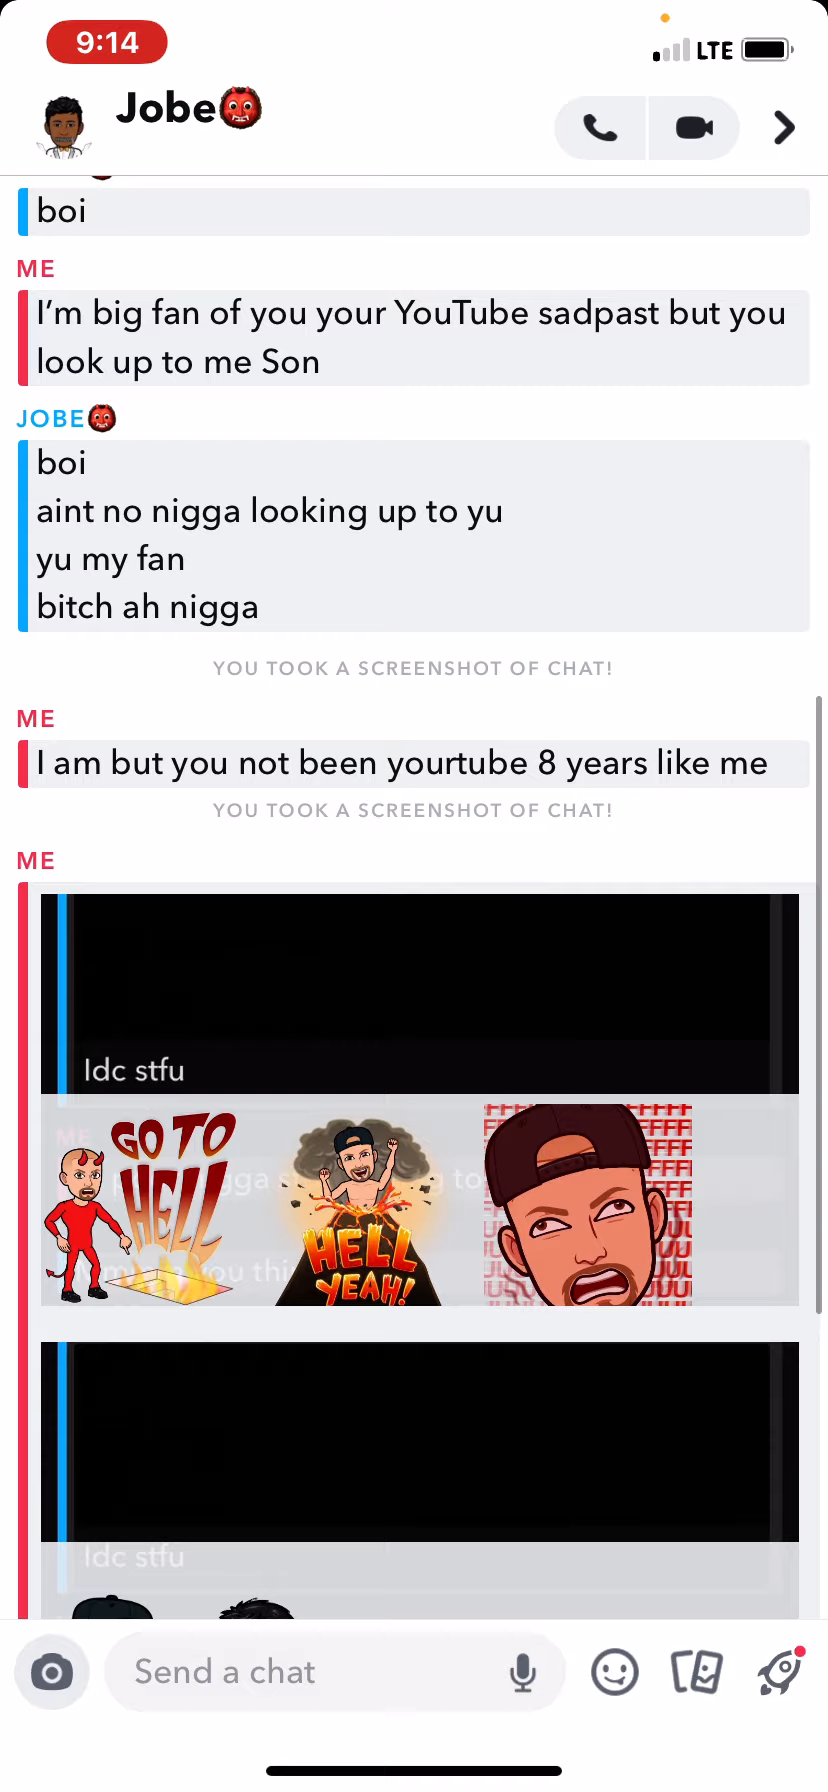 9:14
LTE
Jobe👹
boi
ME
I'm big fan of you your YouTube sadpast but you
look up to me Son
JOBE👹
boi
aint no nigga looking up to yu
yu my fan
bitch ah nigga
YOU TOOK A SCREENSHOT OF CHAT!
ME
I am but you not been yourtube 8 years like me
YOU TOOK A SCREENSHOT OF CHAT!
ME
Idc stfu
ME
GO TO
HELL
HELL
YEAH!
you
Idc stfu
Send a chat